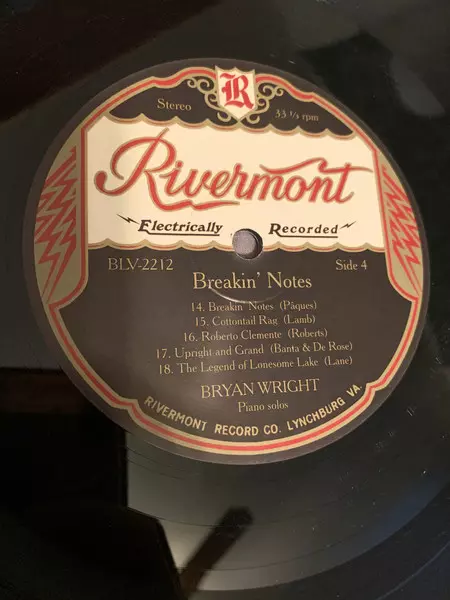 R
Stereo
33 ⅓ rpm
Rivermont
Electrically Recorded
BLV-2212
Side 4
Breakin' Notes
14. Breakin' Notes (Pâques)
15. Cottontail Rag (Lamb)
16. Roberto Clemente (Roberts)
17. Upright and Grand (Banta & De Rose)
18. The Legend of Lonesome Lake (Lane)
BRYAN WRIGHT
Piano solos
RIVERMONT RECORD CO. LYNCHBURG VA.